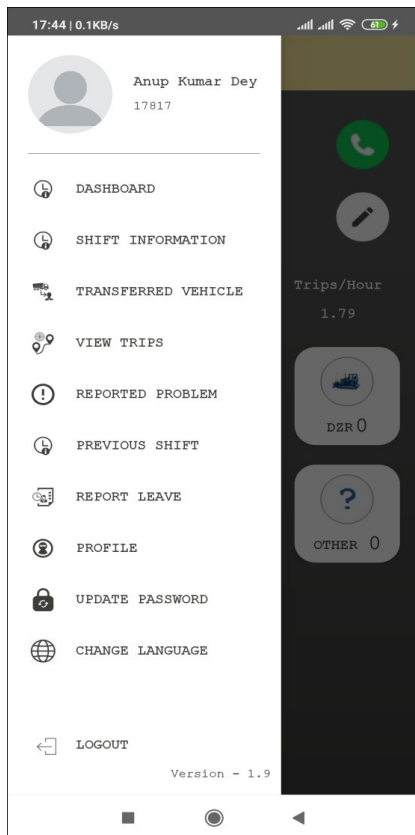 17:44 | 0.1KB/s
61
Anup Kumar Dey
17817
DASHBOARD
SHIFT INFORMATION
TRANSFERRED VEHICLE
VIEW TRIPS
REPORTED PROBLEM
PREVIOUS SHIFT
REPORT LEAVE
PROFILE
UPDATE PASSWORD
CHANGE LANGUAGE
LOGOUT
Version - 1.9
Trips/Hour
1.79
DZR 0
?
OTHER 0